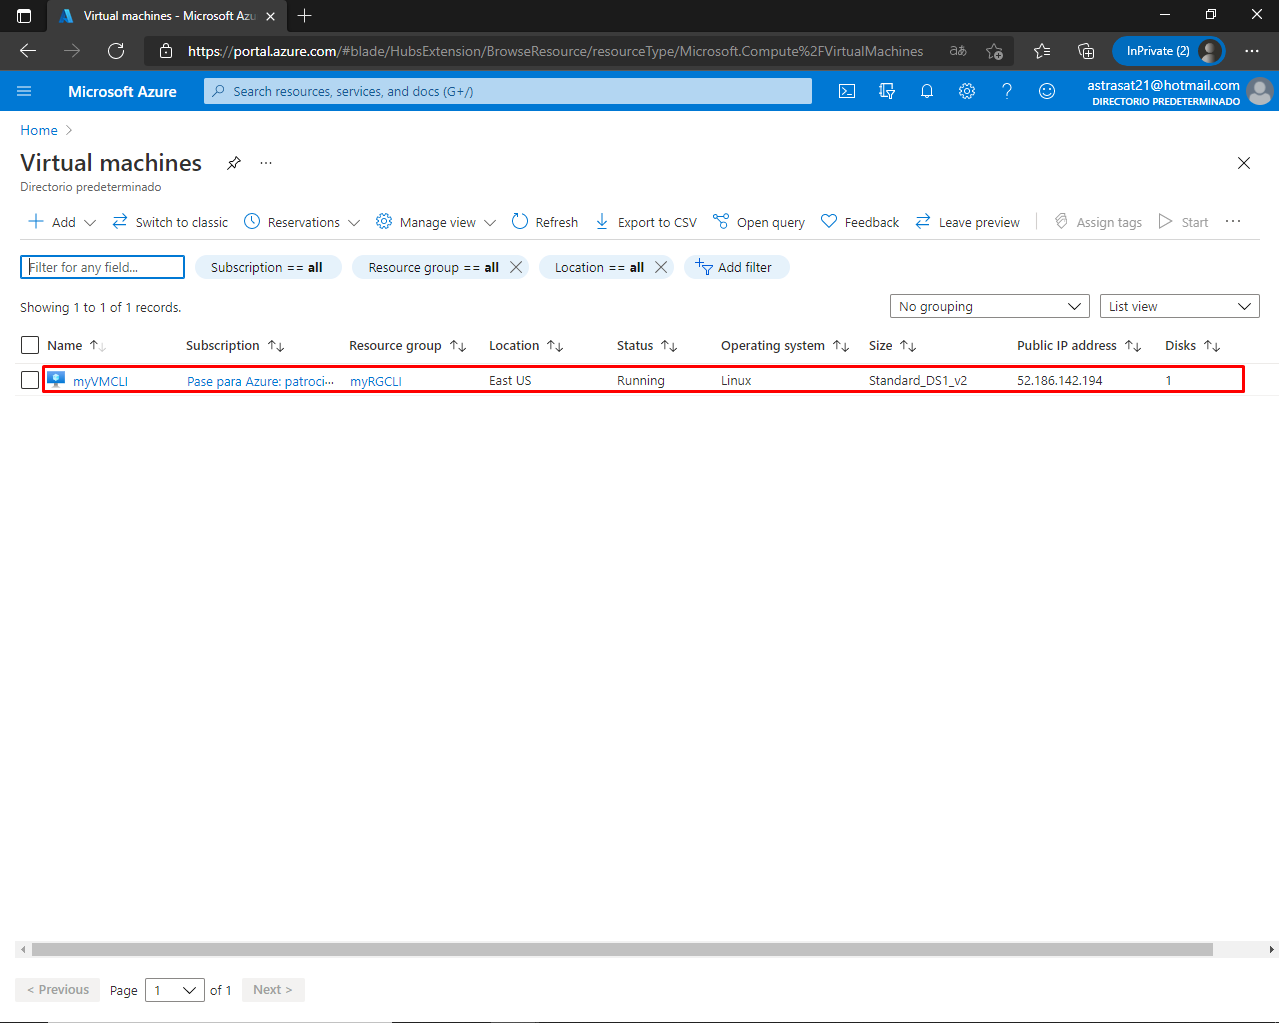 Virtual machines - Microsoft Azu
https://portal.azure.com/#blade/HubsExtension/BrowseResource/resourceType/Microsoft.Compute%2FVirtualMachines
InPrivate (2)
Microsoft Azure
Search resources, services, and docs (G+/)
astrasat21@hotmail.com
DIRECTORIO PREDETERMINADO
Home
Virtual machines
Directorio predeterminado
Add Switch to classic Reservations Manage view Refresh Export to CSV Open query Feedback Leave preview Assign tags Start
Filter for any field... Subscription == all Resource group == all Location == all Add filter
Showing 1 to 1 of 1 records. No grouping List view
Name Subscription Resource group Location Status Operating system Size Public IP address Disks
myVMCLI Pase para Azure: patroci··· myRGCLI East US Running Linux Standard_DS1_v2 52.186.142.194 1
< Previous Page 1 of 1 Next >